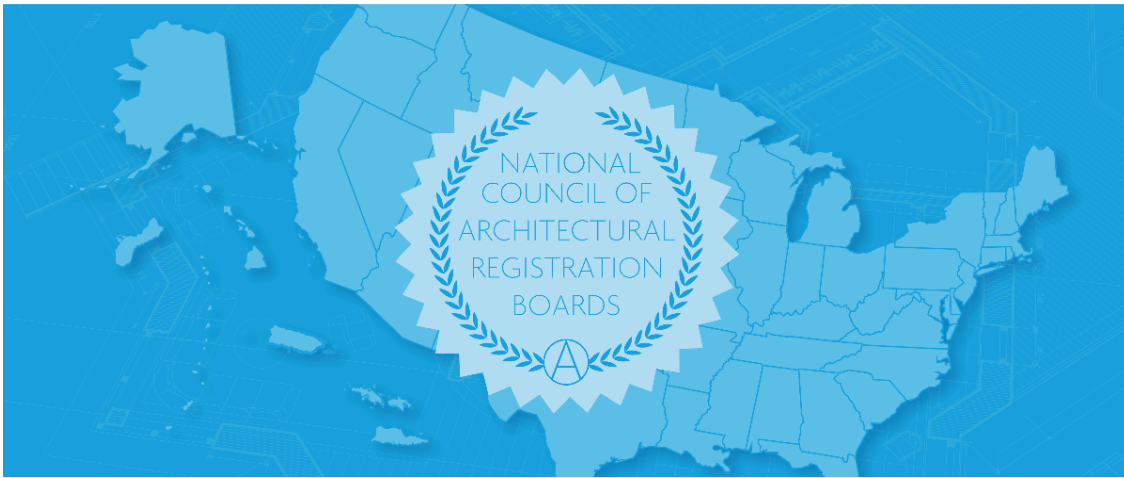 NATIONAL
COUNCIL OF
ARCHITECTURAL
REGISTRATION
BOARDS
A